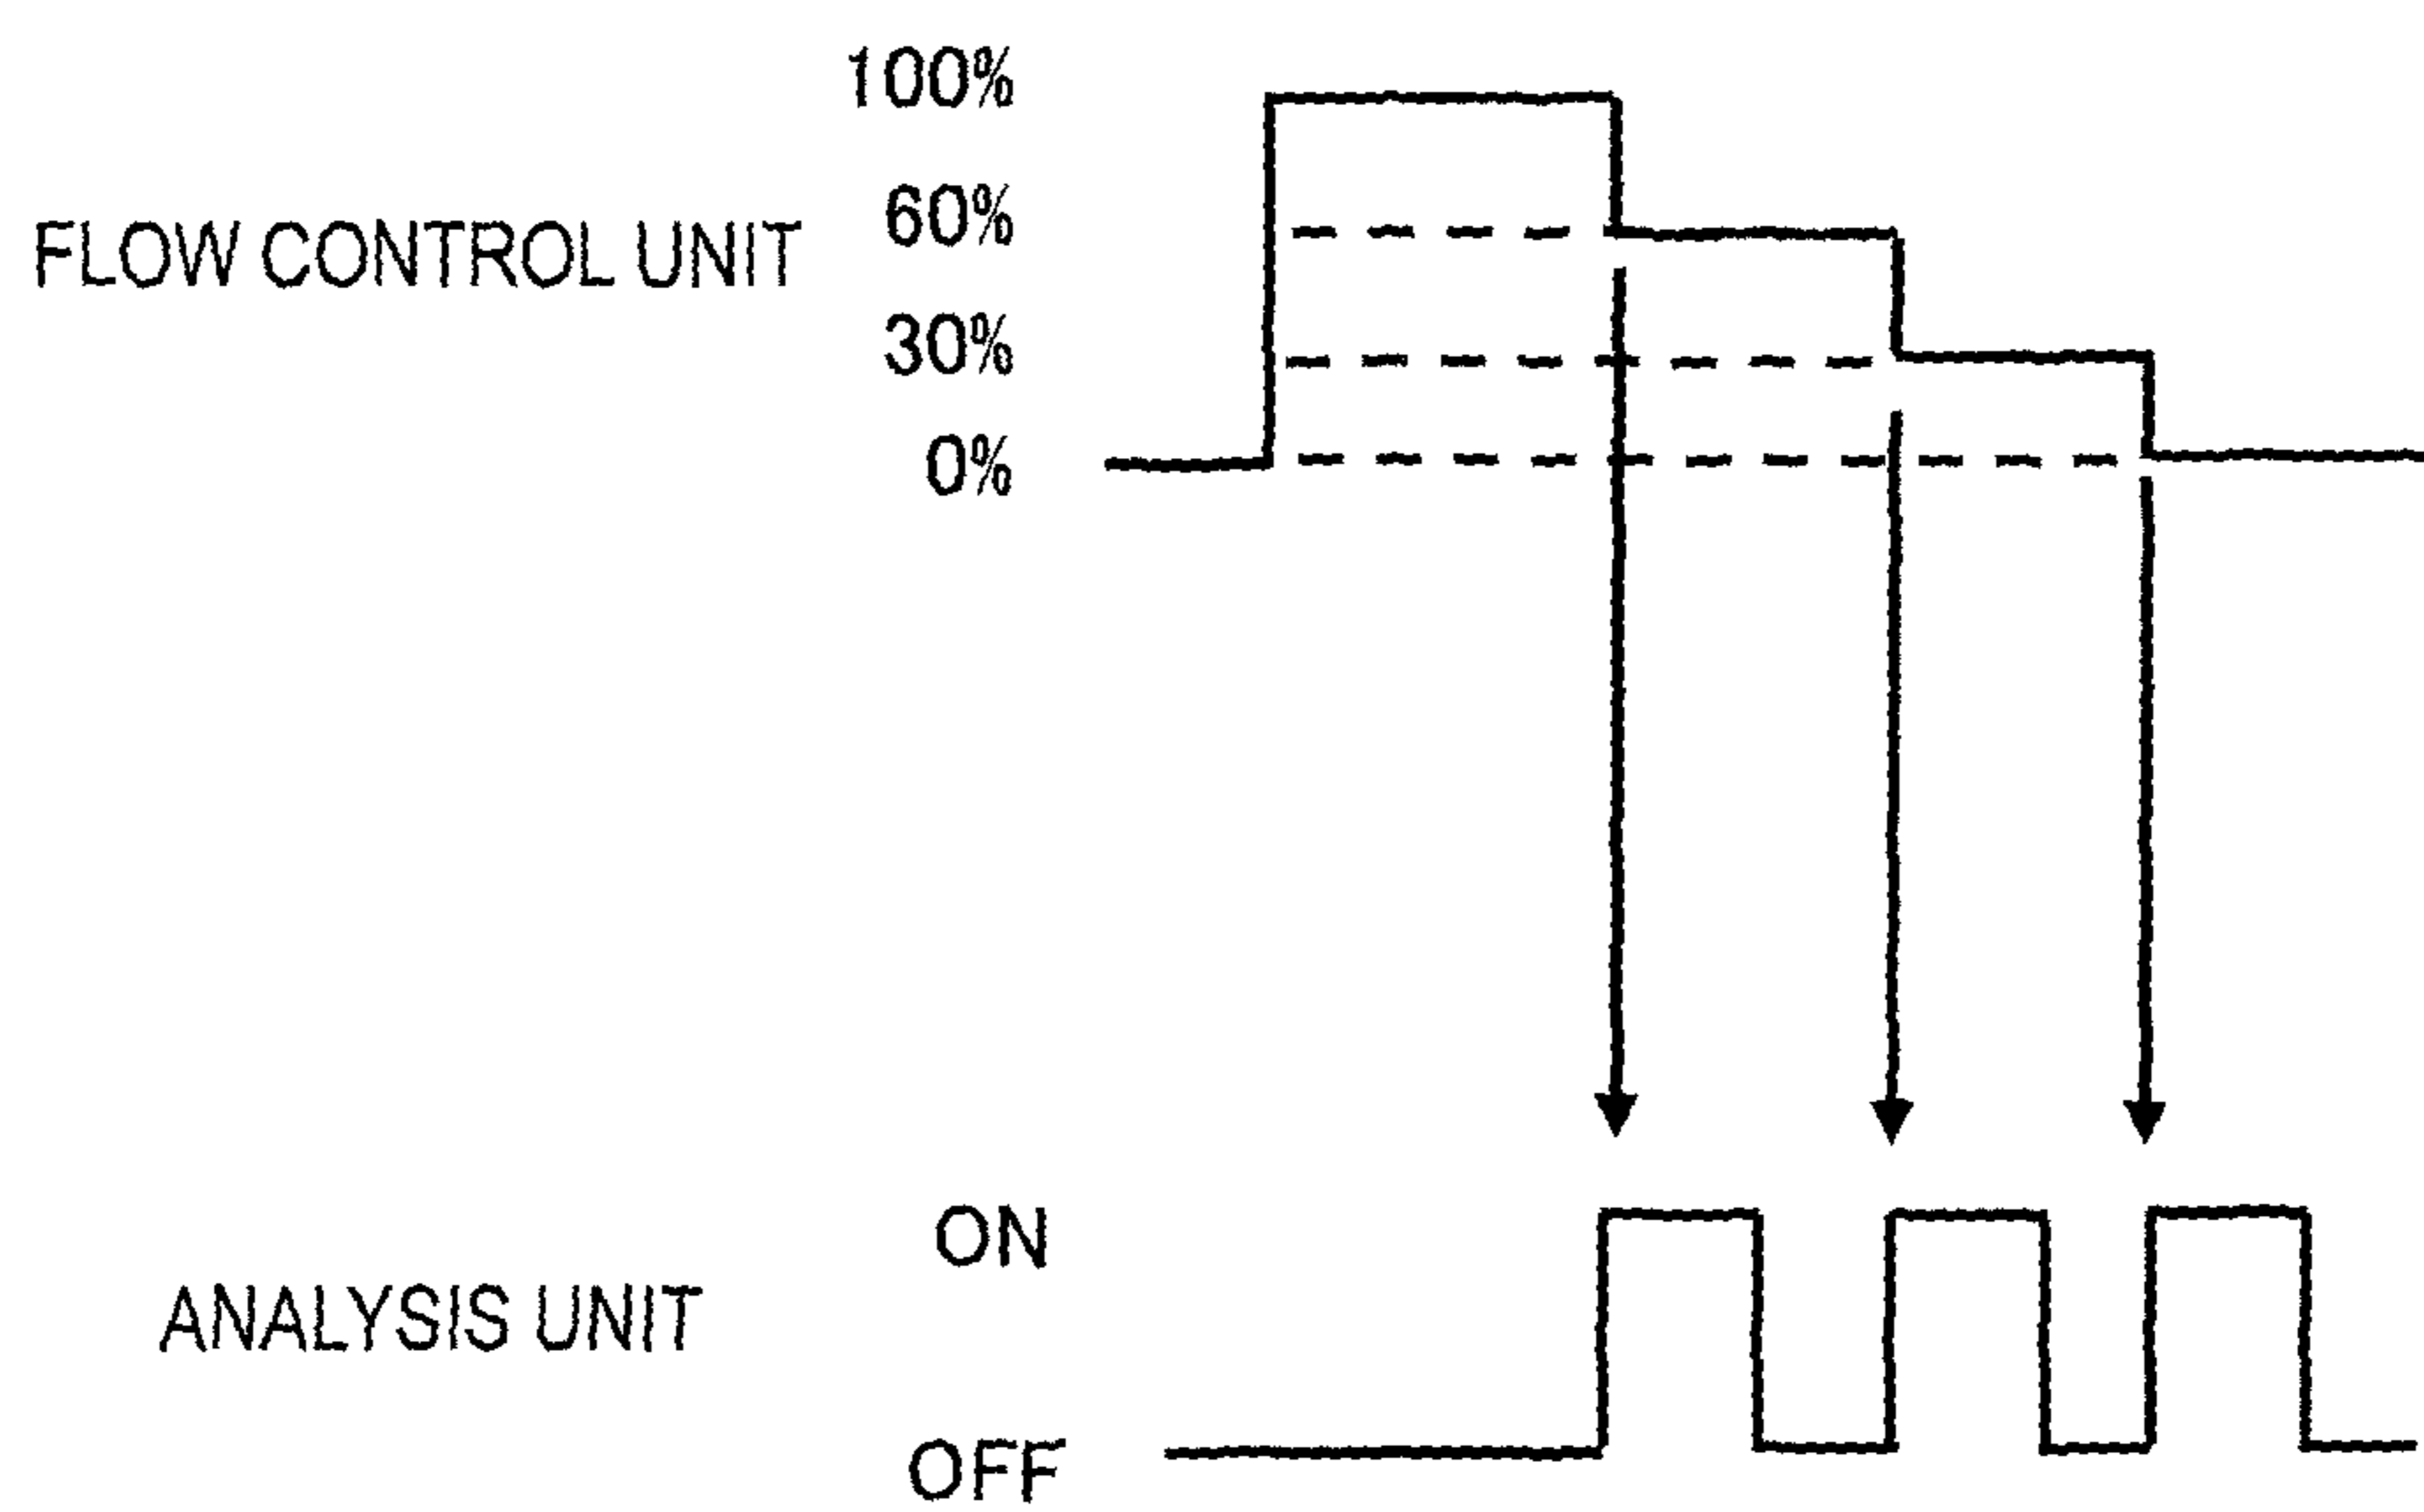 100%
60%
FLOW CONTROL UNIT
30%
0%
ON
ANALYSIS UNIT
OFF